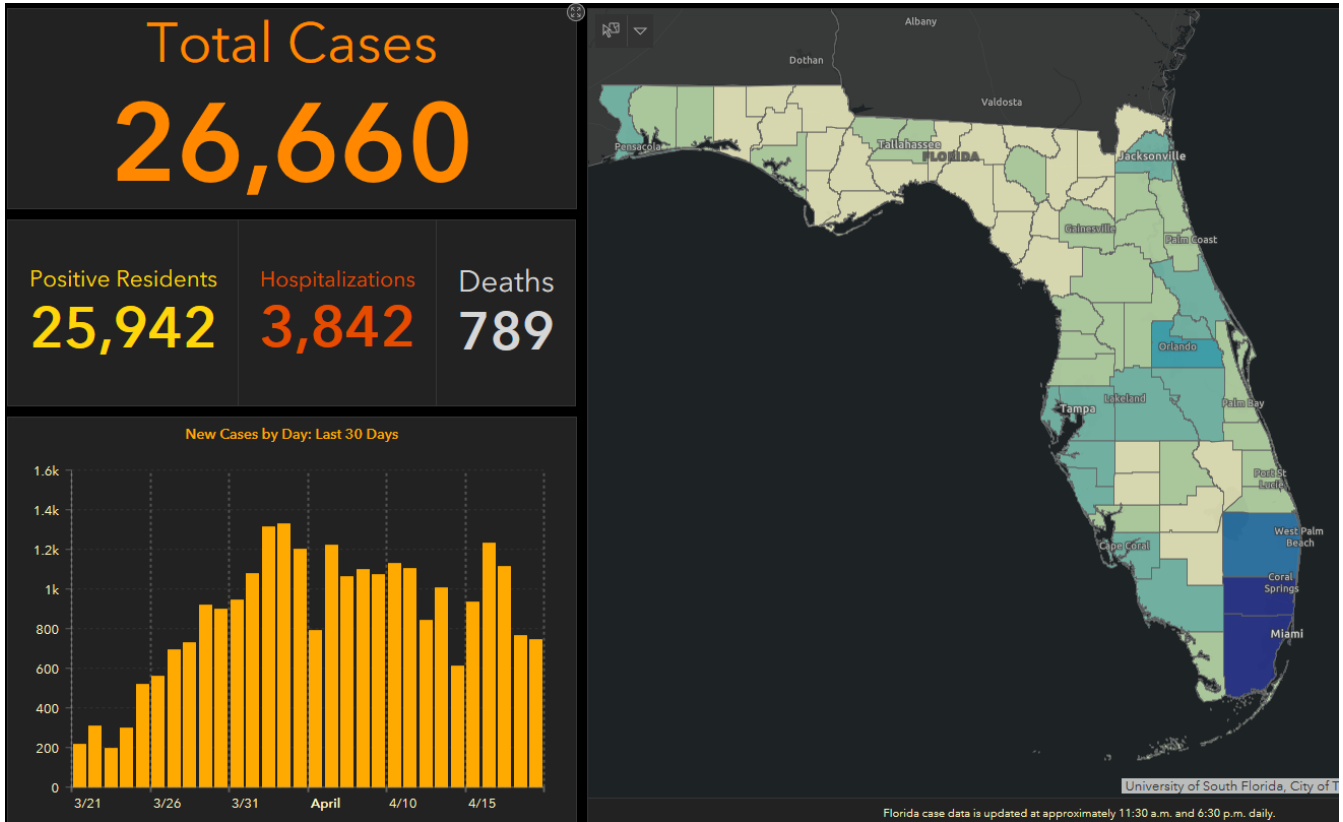 Total Cases
26,660
Positive Residents
25,942
Hospitalizations
3,842
Deaths
789
New Cases by Day: Last 30 Days
1.6k
1.4k
1.2k
1k
800
600
400
200
0
3/21 3/26 3/31 April 4/10 4/15
Albany
Dothan
Valdosta
Pensacola
Tallahassee
FLORIDA
Jacksonville
Gainesville
Palm Coast
Orlando
Tampa
Lakeland
Palm Bay
Port St
Lucie
Cape Coral
West Palm
Beach
Coral
Springs
Miami
University of South Florida, City of T
Florida case data is updated at approximately 11:30 a.m. and 6:30 p.m. daily.